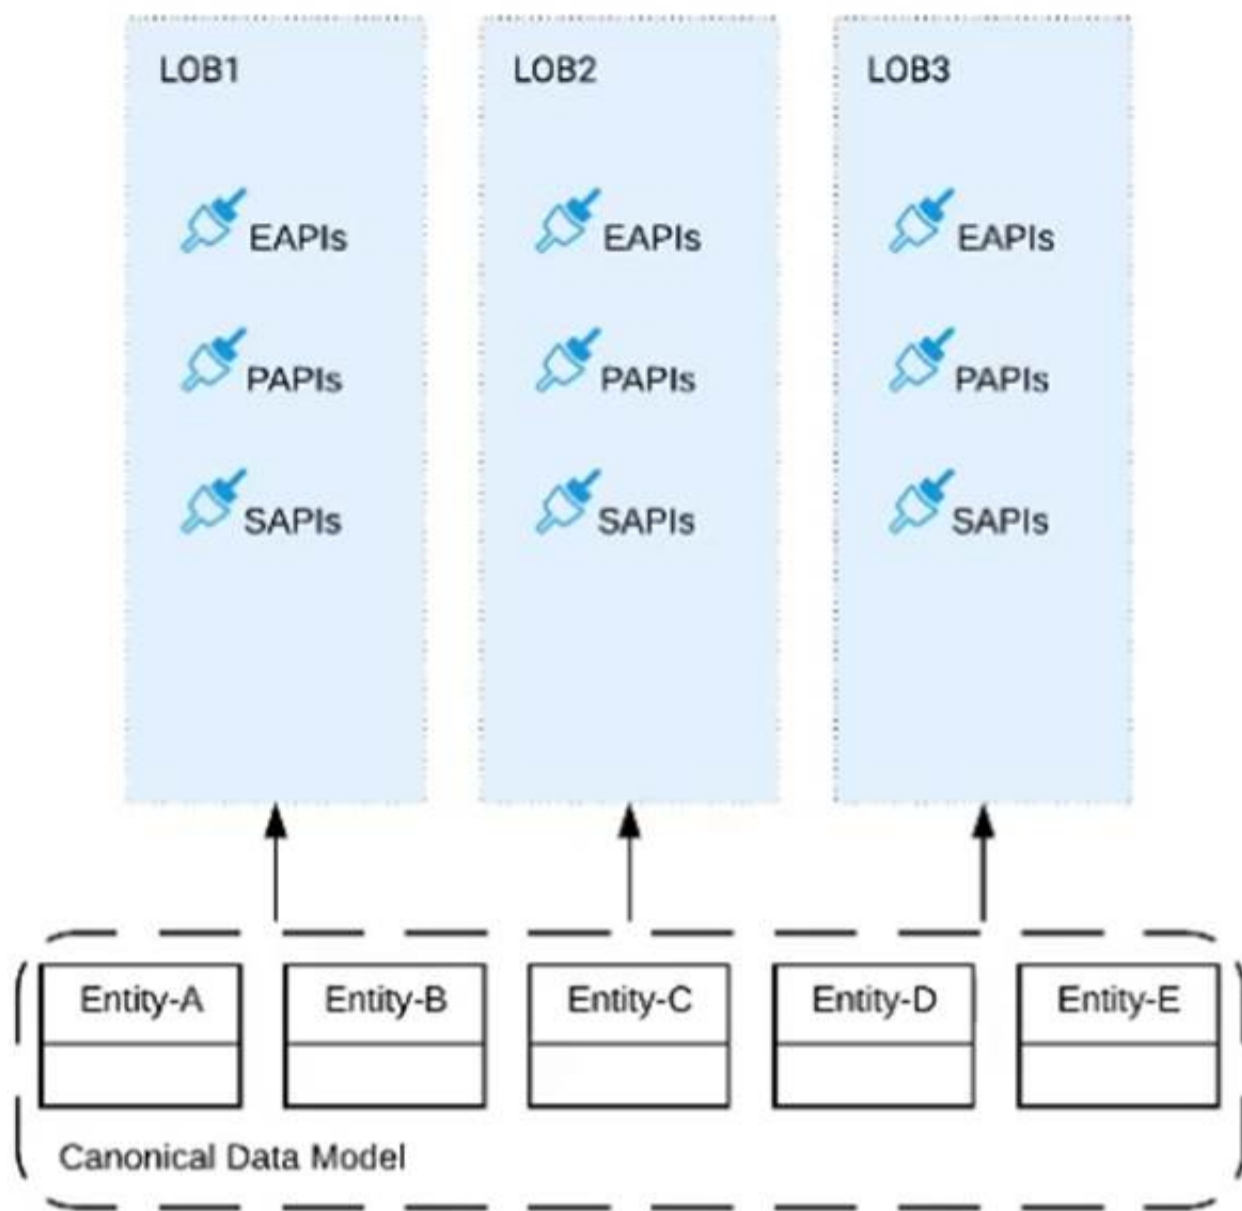 LOB1
LOB2
LOB3
EAPIs
EAPIs
EAPIs
PAPIs
PAPIs
PAPIs
SAPIs
SAPIs
SAPIs
Entity-A
Entity-B
Entity-C
Entity-D
Entity-E
Canonical Data Model